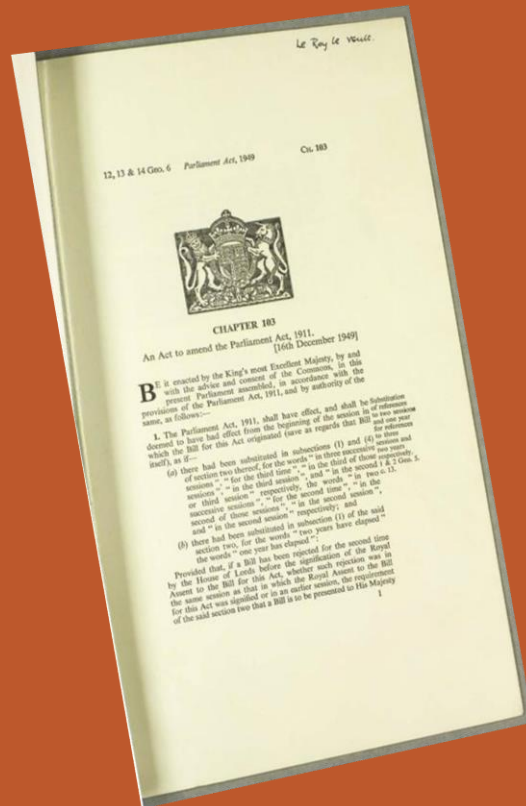 Le Roy le veult.
12, 13 & 14 GEO. 6 Parliament Act, 1949 CH. 103
CHAPTER 103
An Act to amend the Parliament Act, 1911.
[16th December 1949]
BE it enacted by the King's most Excellent Majesty, by and
with the advice and consent of the Commons, in this
present Parliament assembled, in accordance with the
provisions of the Parliament Act, 1911, and by authority of the
same, as follows:—
1. The Parliament Act, 1911, shall have effect, and shall be
deemed to have had effect from the beginning of the session in
which the Bill for this Act originated (save as regards that Bill
itself), as if—
(a) there had been substituted in subsections (1) and (4)
of section two thereof, for the words " in three successive
sessions ", " for the third time ", " in the third of those
sessions ", " in the third session ", and " in the second
or third session " respectively, the words " in two
successive sessions ", " for the second time ", " in the
second of those sessions ", " in the second session ",
and " in the second session " respectively; and
(b) there had been substituted in subsection (1) of the said
section two, for the words " two years have elapsed "
the words " one year has elapsed ":
Provided that, if a Bill has been rejected for the second time
by the House of Lords before the signification of the Royal
Assent to the Bill for this Act, whether such rejection was in
the same session as that in which the Royal Assent to the Bill
for this Act was signified or in an earlier session, the requirement
of the said section two that a Bill is to be presented to His Majesty
Substitution
of references
to two sessions
and one year
for references
to three
sessions and
two years
respectively.
1 & 2 Geo. 5.
c. 13.
1